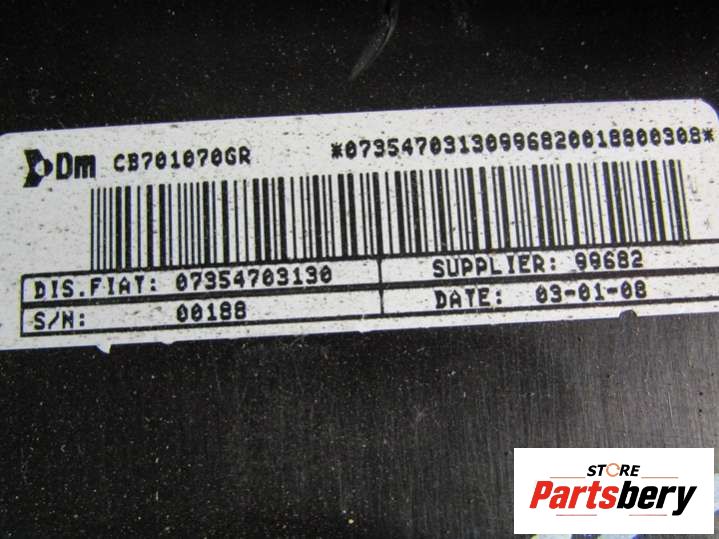 Dm CB701070GR *07354703130996820018800308*
DIS.FIAT: 07354703130 SUPPLIER: 99682
S/N: 00188 DATE: 03-01-08
STORE
Partsbery